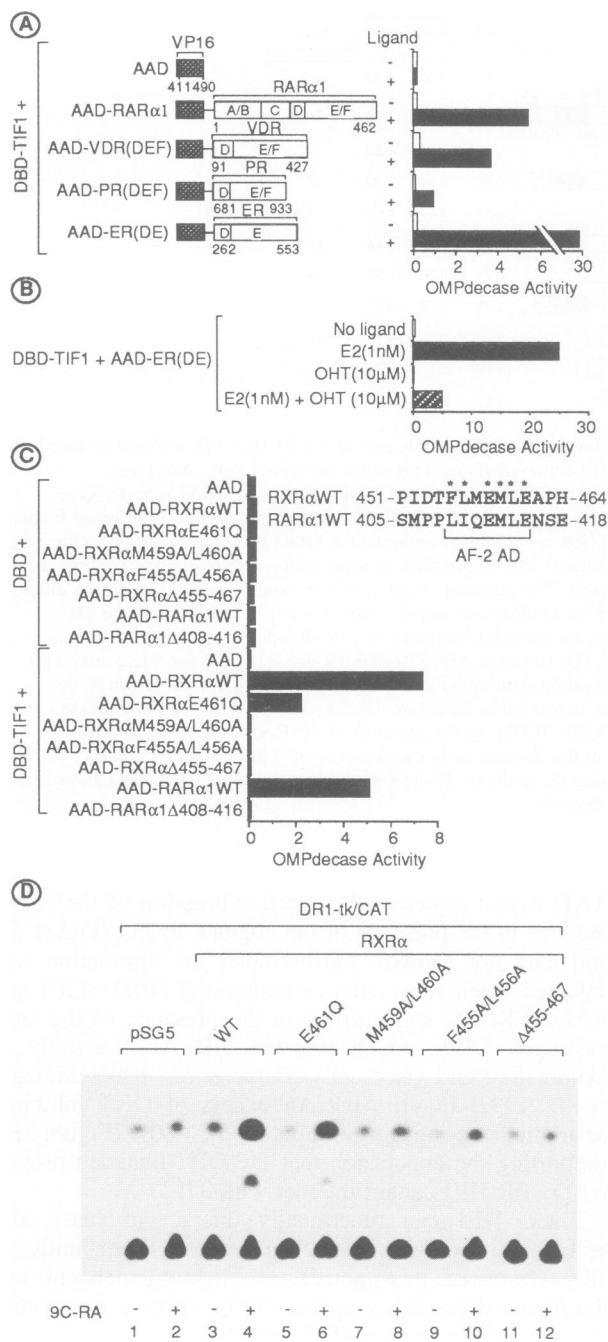 A
VP16
Ligand
AAD
411 490
RARα1
- +
AAD-RARα1
A/B C D E/F
1 462
- +
DBD-TIF1 +
VDR
AAD-VDR(DEF)
D E/F
91 427
- +
PR
AAD-PR(DEF)
D E/F
681 933
- +
ER
AAD-ER(DE)
D E
262 553
- +
0 2 4 6 30
OMPdecase Activity
B
DBD-TIF1 + AAD-ER(DE)
No ligand
E2(1nM)
OHT(10µM)
E2(1nM) + OHT (10µM)
0 10 20 30
OMPdecase Activity
C
DBD +
AAD
AAD-RXRαWT
AAD-RXRαE461Q
AAD-RXRαM459A/L460A
AAD-RXRαF455A/L456A
AAD-RXRαΔ455-467
AAD-RARα1WT
AAD-RARα1Δ408-416
** ****
RXRαWT 451-PIDTFLMEMLEAPH-464
RARα1WT 405-SMPPLIQEMLENSE-418
AF-2 AD
DBD-TIF1 +
AAD
AAD-RXRαWT
AAD-RXRαE461Q
AAD-RXRαM459A/L460A
AAD-RXRαF455A/L456A
AAD-RXRαΔ455-467
AAD-RARα1WT
AAD-RARα1Δ408-416
0 2 4 6 8
OMPdecase Activity
D
DR1-tk/CAT
RXRα
pSG5
WT
E461Q
M459A/L460A
F455A/L456A
Δ455-467
9C-RA - + - + - + - + - + - +
1 2 3 4 5 6 7 8 9 10 11 12